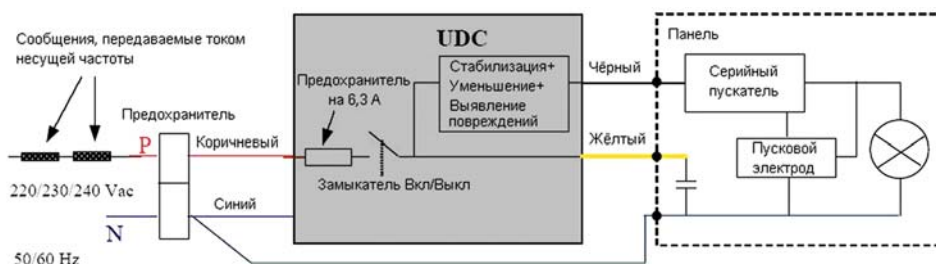 Сообщения, передаваемые током
несущей частоты
Предохранитель
P
Коричневый
220/230/240 Vac
Синий
N
50/60 Hz
UDC
Предохранитель
на 6,3 А
Стабилизация+
Уменьшение+
Выявление
повреждений
Замыкатель Вкл/Выкл
Чёрный
Жёлтый
Панель
Серийный
пускатель
Пусковой
электрод